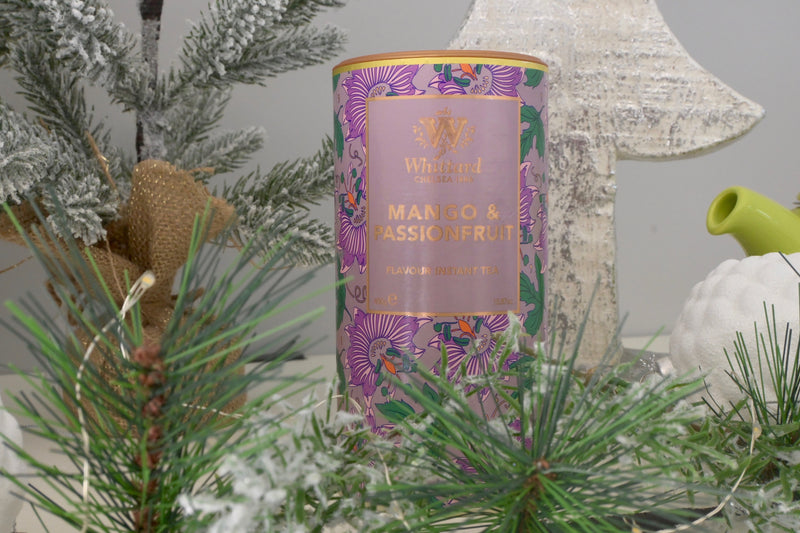 W
Whittard
CHELSEA 1886
MANGO &
PASSIONFRUIT
FLAVOUR INSTANT TEA